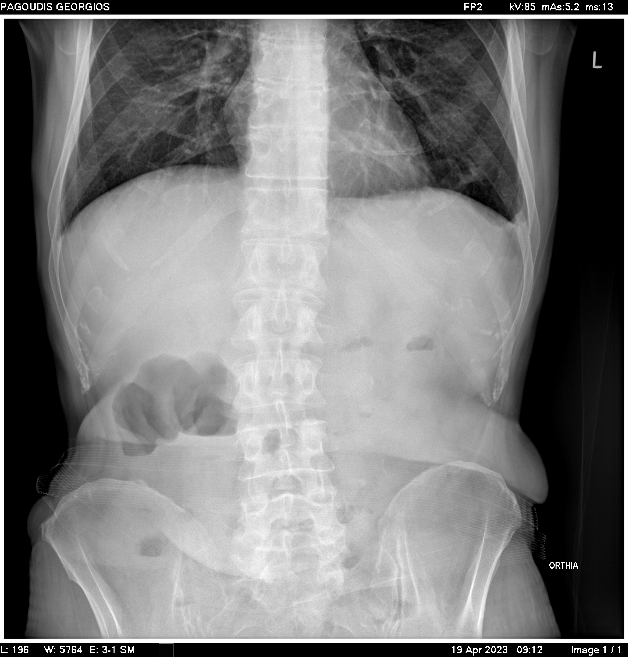 PAGOUDIS GEORGIOS FP2 kV:85 mAs:5.2 ms:13
L
ORTHIA
L: 196 W: 5764 E: 3-1 SM 19 Apr 2023 09:12 Image 1 / 1